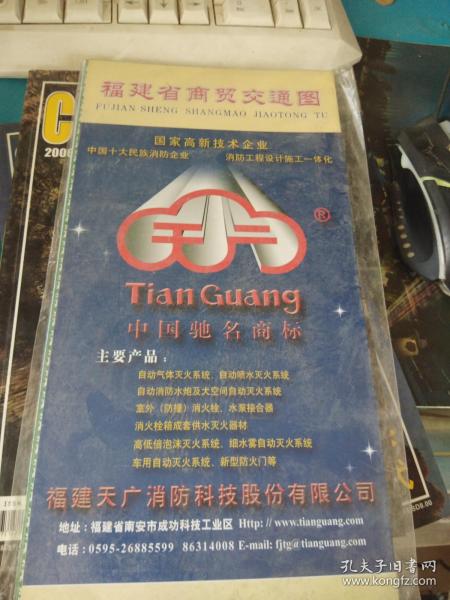 福建省商贸交通图
FUJIAN SHENG SHANGMAO JIAOTONG TU
国家高新技术企业
中国十大民族消防企业 消防工程设计施工一体化
®
Tian Guang
中国驰名商标
主要产品：
自动气体灭火系统、自动喷水灭火系统
自动消防水炮及大空间自动灭火系统
室外（防撞）消火栓、水泵接合器
消火栓箱成套供水灭火器材
高低倍泡沫灭火系统、细水雾自动灭火系统
车用自动灭火系统、新型防火门等
福建天广消防科技股份有限公司
地址：福建省南安市成功科技工业区 Http: // www.tianguang.com
电话：0595-26885599 86314008 E-mail: fjtg@tianguang.com
C
2006
孔夫子旧书网
www.kongfz.com